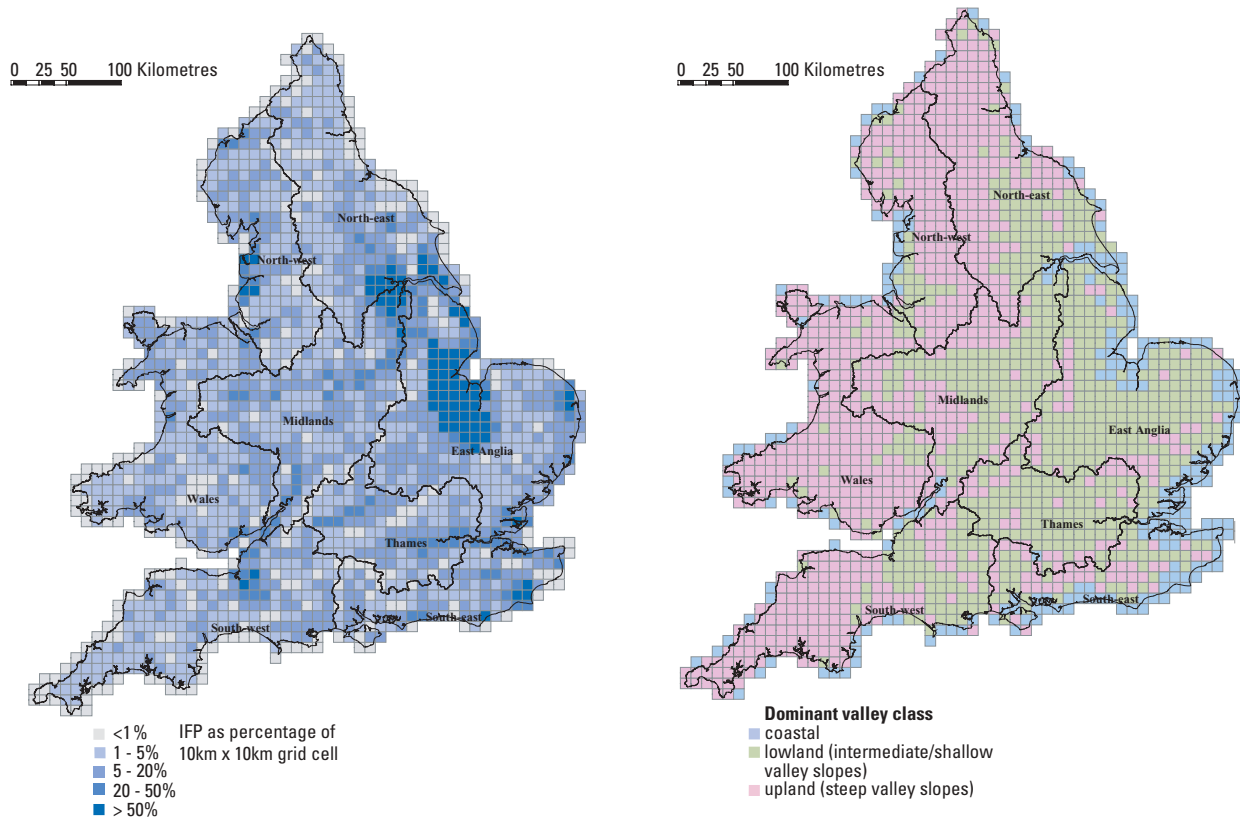 0 25 50 100 Kilometres
North-east
North-west
Midlands
East Anglia
Wales
Thames
South-east
South-west
<1%
1 - 5%
5 - 20%
20 - 50%
> 50%
IFP as percentage of
10km x 10km grid cell
0 25 50 100 Kilometres
North-east
North-west
Midlands
East Anglia
Wales
Thames
South-east
South-west
Dominant valley class
coastal
lowland (intermediate/shallow
valley slopes)
upland (steep valley slopes)